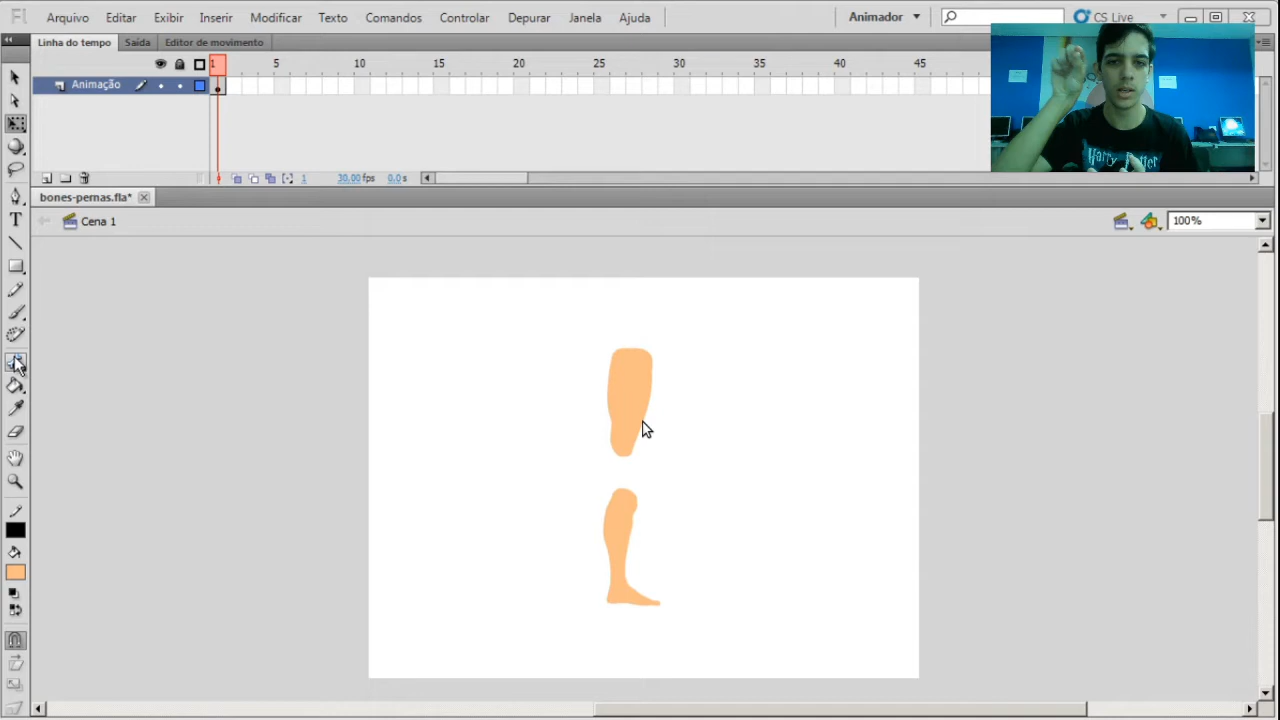 Fl Arquivo Editar Exibir Inserir Modificar Texto Comandos Controlar Depurar Janela Ajuda Animador CS Live
Linha do tempo Saída Editor de movimento
1 5 10 15 20 25 30 35 40 45
Animação
1 30,00 fps 0,0 s
bones-pernas.fla*
Cena 1 100%
T
Harry Potter